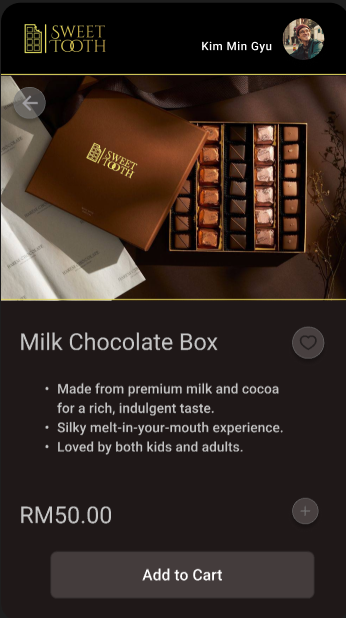 SWEET
TOOTH
Kim Min Gyu
SWEET
TOOTH
Milk Chocolate Box
• Made from premium milk and cocoa
for a rich, indulgent taste.
• Silky melt-in-your-mouth experience.
• Loved by both kids and adults.
RM50.00
+
Add to Cart